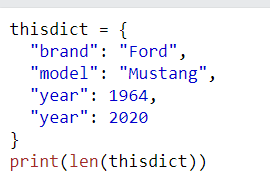 thisdict = {
  "brand": "Ford",
  "model": "Mustang",
  "year": 1964,
  "year": 2020
}
print(len(thisdict))